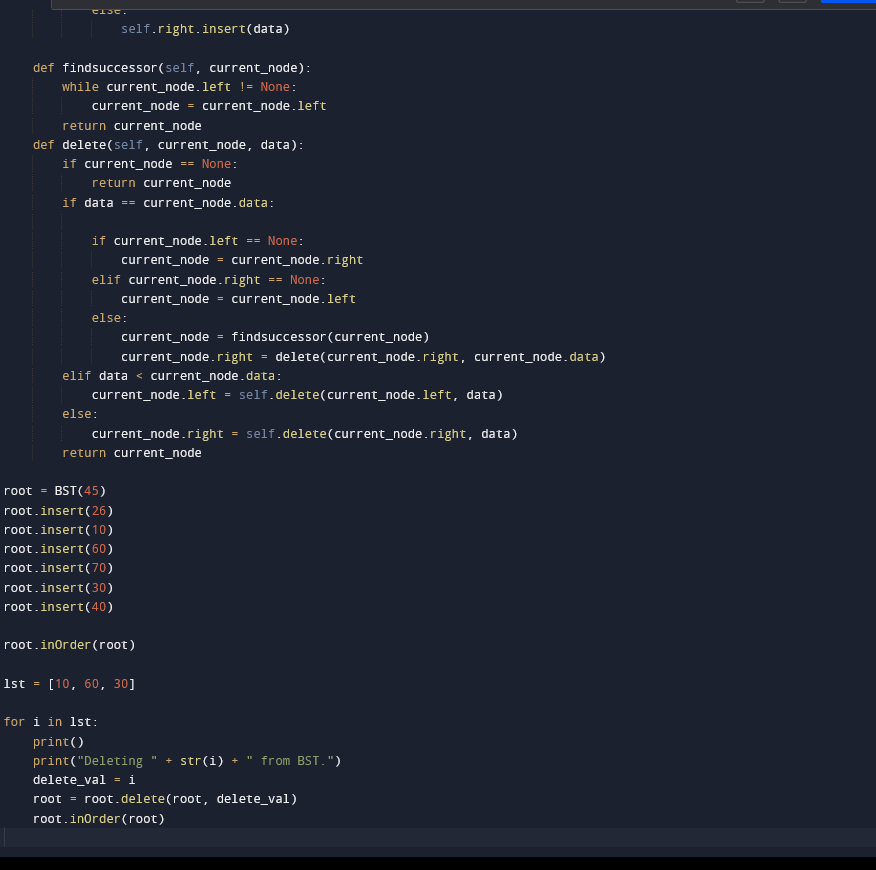 else:
self.right.insert(data)
def findsuccessor(self, current_node):
while current_node.left != None:
current_node = current_node.left
return current_node
def delete(self, current_node, data):
if current_node == None:
return current_node
if data == current_node.data:
if current_node.left == None:
current_node = current_node.right
elif current_node.right == None:
current_node = current_node.left
else:
current_node = findsuccessor(current_node)
current_node.right = delete(current_node.right, current_node.data)
elif data < current_node.data:
current_node.left = self.delete(current_node.left, data)
else:
current_node.right = self.delete(current_node.right, data)
return current_node
root = BST(45)
root.insert(26)
root.insert(10)
root.insert(60)
root.insert(70)
root.insert(30)
root.insert(40)
root.inOrder(root)
lst = [10, 60, 30]
for i in lst:
print()
print("Deleting " + str(i) + " from BST.")
delete_val = i
root = root.delete(root, delete_val)
root.inOrder(root)